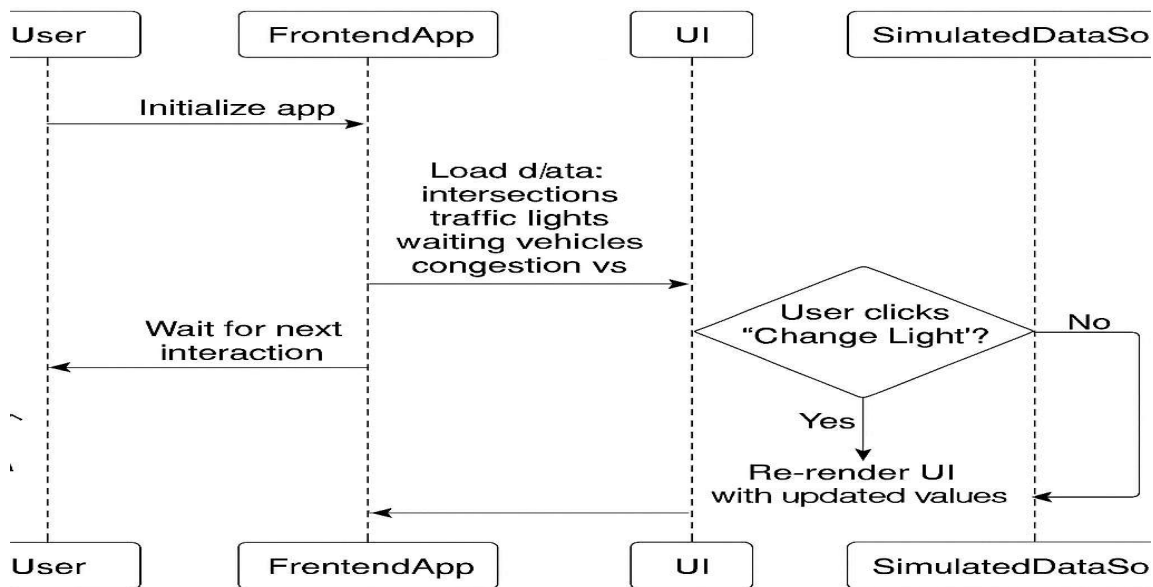 User
FrontendApp
UI
SimulatedDataSo
Initialize app
Load d/ata:
intersections
traffic lights
waiting vehicles
congestion vs
Wait for next
interaction
User clicks
“Change Light’?
No
Yes
Re-render UI
with updated values
User
FrentendApp
UI
SimulatedDataSo